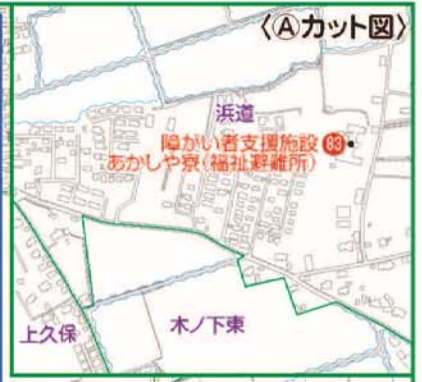 〈Ⓐカット図〉
浜道
障がい者支援施設 83
あかしや寮(福祉避難所)
上久保
木ノ下東